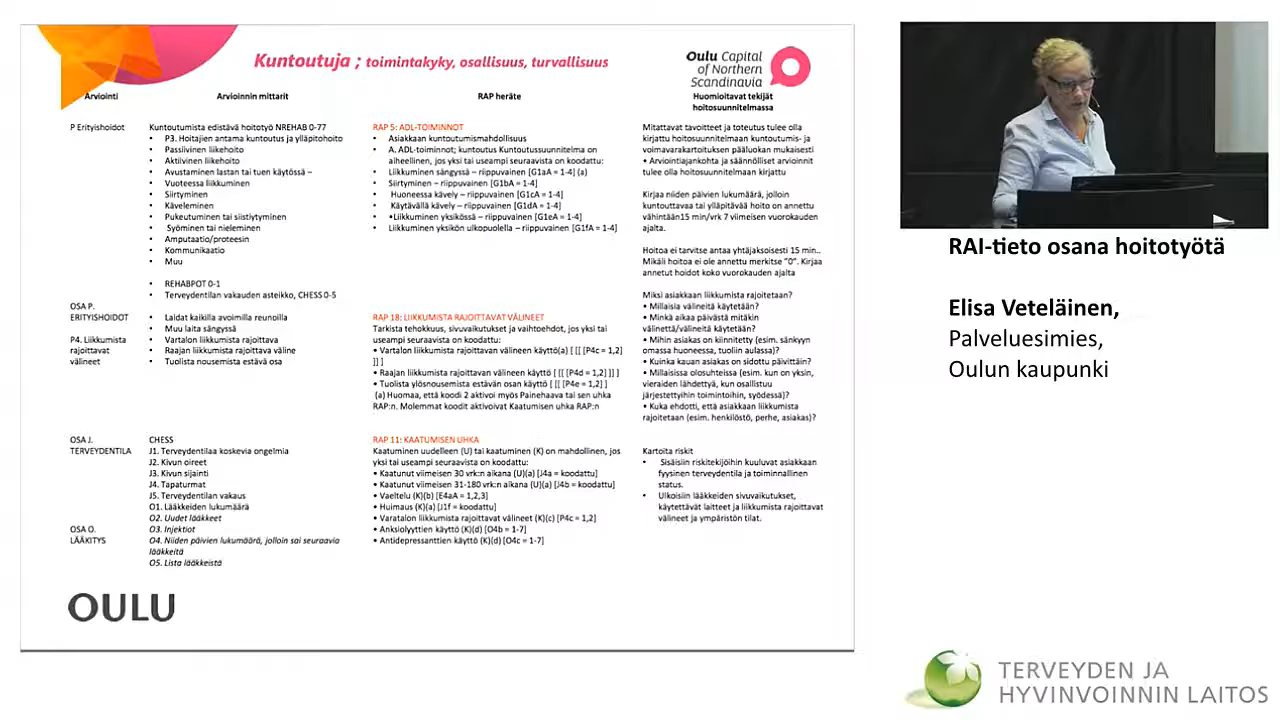 Kuntoutuja ; toimintakyky, osallisuus, turvallisuus
Oulu Capital
of Northern
Scandinavia
Arviointi
Arvioinnin mittarit
RAP heräte
Huomioitavat tekijät
hoitosuunnitelmassa
P Erityishoidot
Kuntoutumista edistävä hoitotyö NREHAB 0-77
• P3. Hoitajien antama kuntoutus ja ylläpitohoito
• Passiivinen liikehoito
• Aktiivinen liikehoito
• Avustaminen lastan tai tuen käytössä –
• Vuoteessa liikkuminen
• Siirtyminen
• Käveleminen
• Pukeutuminen tai siistiytyminen
• Syöminen tai nieleminen
• Amputaatio/proteesin
• Kommunikaatio
• Muu
• REHABPOT 0-1
• Terveydentilan vakauden asteikko, CHESS 0-5
RAP 5: ADL-TOIMINNOT
• Asiakkaan kuntoutumismahdollisuus
• A. ADL-toiminnot; kuntoutus Kuntoutussuunnitelma on
aiheellinen, jos yksi tai useampi seuraavista on koodattu:
• Liikkuminen sängyssä – riippuvainen [G1aA = 1-4] (a)
• Siirtyminen – riippuvainen [G1bA = 1-4]
• Huoneessa kävely – riippuvainen [G1cA = 1-4]
• Käytävällä kävely – riippuvainen [G1dA = 1-4]
• •Liikkuminen yksikössä – riippuvainen [G1eA = 1-4]
• Liikkuminen yksikön ulkopuolella – riippuvainen [G1fA = 1-4]
Mitattavat tavoitteet ja toteutus tulee olla
kirjattu hoitosuunnitelmaan kuntoutumis- ja
voimavarakartoituksen pääluokan mukaisesti
• Arviointiajankohta ja säännölliset arvioinnit
tulee olla hoitosuunnitelmaan kirjattu
Kirjaa niiden päivien lukumäärä, jolloin
kuntouttavaa tai ylläpitävää hoito on annettu
vähintään15 min/vrk 7 viimeisen vuorokauden
ajalta.
Hoitoa ei tarvitse antaa yhtäjaksoisesti 15 min..
Mikäli hoitoa ei ole annettu merkitse "0". Kirjaa
annetut hoidot koko vuorokauden ajalta
OSA P.
ERITYISHOIDOT
P4. Liikkumista
rajoittavat
välineet
• Laidat kaikilla avoimilla reunoilla
• Muu laita sängyssä
• Vartalon liikkumista rajoittava
• Raajan liikkumista rajoittava väline
• Tuolista nousemista estävä osa
RAP 18: LIIKKUMISTA RAJOITTAVAT VÄLINEET
Tarkista tehokkuus, sivuvaikutukset ja vaihtoehdot, jos yksi tai
useampi seuraavista on koodattu:
• Vartalon liikkumista rajoittavan välineen käyttö(a) [ [[ [P4c = 1,2]
]] ]
• Raajan liikkumista rajoittavan välineen käyttö [ [[ [P4d = 1,2] ]] ]
• Tuolista ylösnousemista estävän osan käyttö [ [[ [P4e = 1,2] ]
(a) Huomaa, että koodi 2 aktivoi myös Painehaava tai sen uhka
RAP:n. Molemmat koodit aktivoivat Kaatumisen uhka RAP:n
Miksi asiakkaan liikkumista rajoitetaan?
• Millaisia välineitä käytetään?
• Minkä aikaa päivästä mitäkin
välinettä/välineitä käytetään?
• Mihin asiakas on kiinnitetty (esim. sänkyyn
omassa huoneessa, tuoliin aulassa)?
• Kuinka kauan asiakas on sidottu päivittäin?
• Millaisissa olosuhteissa (esim. kun on yksin,
vieraiden lähdettyä, kun osallistuu
järjestettyihin toimintoihin, syödessä)?
• Kuka ehdotti, että asiakkaan liikkumista
rajoitetaan (esim. henkilöstö, perhe, asiakas)?
OSA J.
TERVEYDENTILA
OSA O.
LÄÄKITYS
CHESS
J1. Terveydentilaa koskevia ongelmia
J2. Kivun oireet
J3. Kivun sijainti
J4. Tapaturmat
J5. Terveydentilan vakaus
O1. Lääkkeiden lukumäärä
O2. Uudet lääkkeet
O3. Injektiot
O4. Niiden päivien lukumäärä, jolloin sai seuraavia
lääkkeitä
O5. Lista lääkkeistä
RAP 11: KAATUMISEN UHKA
Kaatuminen uudelleen (U) tai kaatuminen (K) on mahdollinen, jos
yksi tai useampi seuraavista on koodattu:
• Kaatunut viimeisen 30 vrk:n aikana (U)(a) [J4a = koodattu]
• Kaatunut viimeisen 31-180 vrk:n aikana (U)(a) [J4b = koodattu]
• Vaeltelu (K)(b) [E4aA = 1,2,3]
• Huimaus (K)(a) [J1f = koodattu]
• Varatalon liikkumista rajoittavat välineet (K)(c) [P4c = 1,2]
• Anksiolyyttien käyttö (K)(d) [O4b = 1-7]
• Antidepressanttien käyttö (K)(d) [O4c = 1-7]
Kartoita riskit
• Sisäisiin riskitekijöihin kuuluvat asiakkaan
fyysinen terveydentila ja toiminnallinen
status.
• Ulkoisiin lääkkeiden sivuvaikutukset,
käytettävät laitteet ja liikkumista rajoittavat
välineet ja ympäristön tilat.
OULU
RAI-tieto osana hoitotyötä
Elisa Veteläinen,
Palveluesimies,
Oulun kaupunki
TERVEYDEN JA
HYVINVOINNIN LAITOS